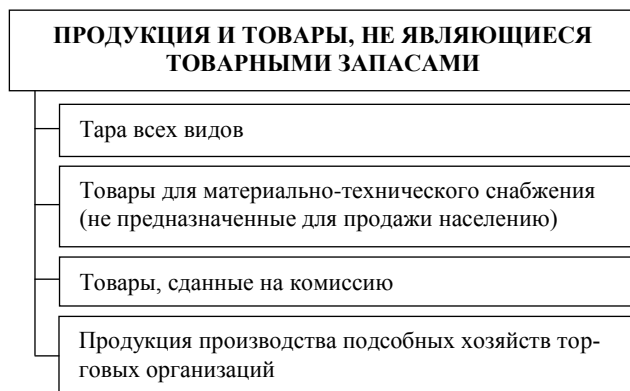 ПРОДУКЦИЯ И ТОВАРЫ, НЕ ЯВЛЯЮЩИЕСЯ
ТОВАРНЫМИ ЗАПАСАМИ
Тара всех видов
Товары для материально-технического снабжения
(не предназначенные для продажи населению)
Товары, сданные на комиссию
Продукция производства подсобных хозяйств тор-
говых организаций